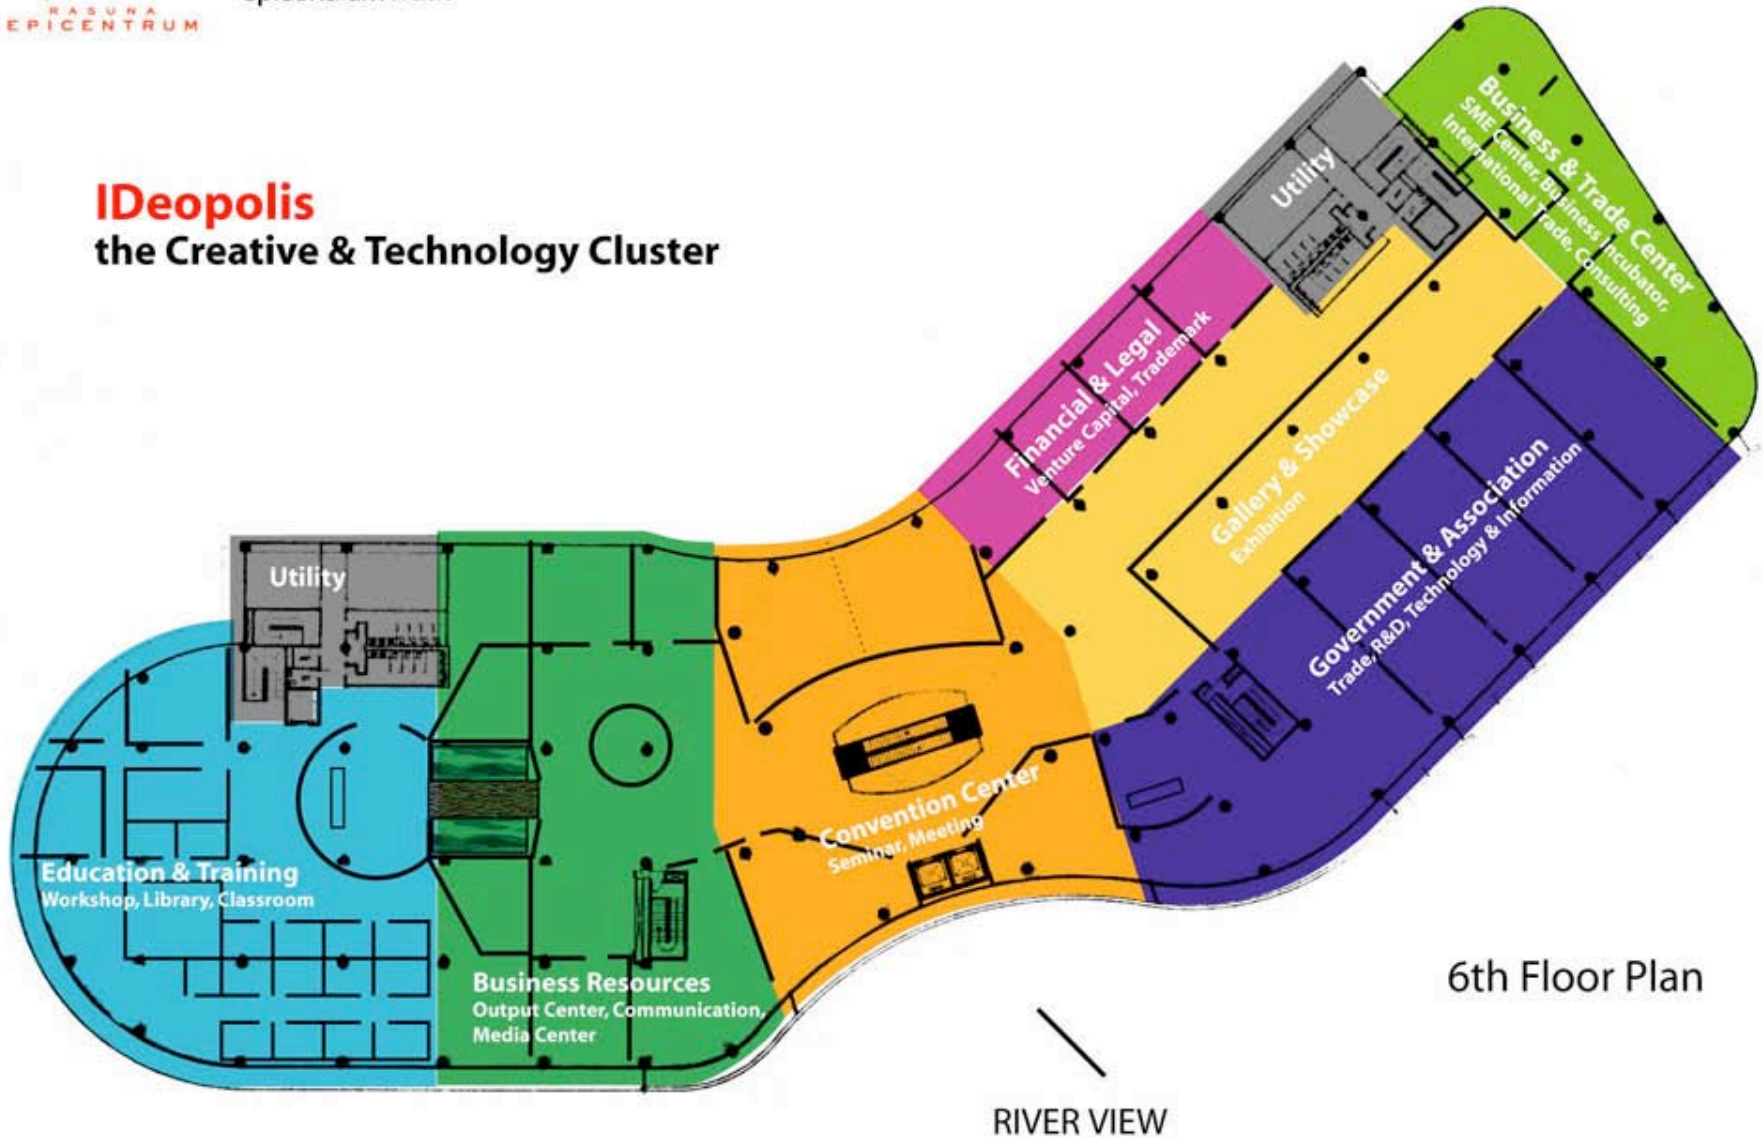 RASUNA
EPICENTRUM
IDeopolis
the Creative & Technology Cluster
Utility
Business & Trade Center
SME Center, Business Incubator,
International Trade, Consulting
Financial & Legal
Venture Capital, Trademark
Gallery & Showcase
Exhibition
Government & Association
Trade, R&D, Technology & Information
Utility
Convention Center
Seminar, Meeting
Education & Training
Workshop, Library, Classroom
Business Resources
Output Center, Communication,
Media Center
6th Floor Plan
RIVER VIEW